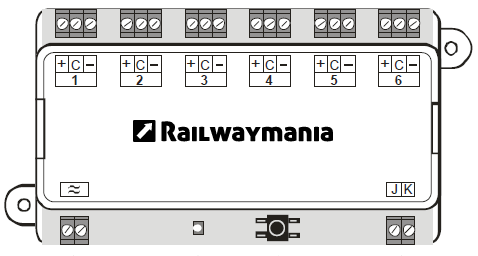 + C − + C − + C − + C − + C − + C −
1 2 3 4 5 6
Railwaymania
≈ J K